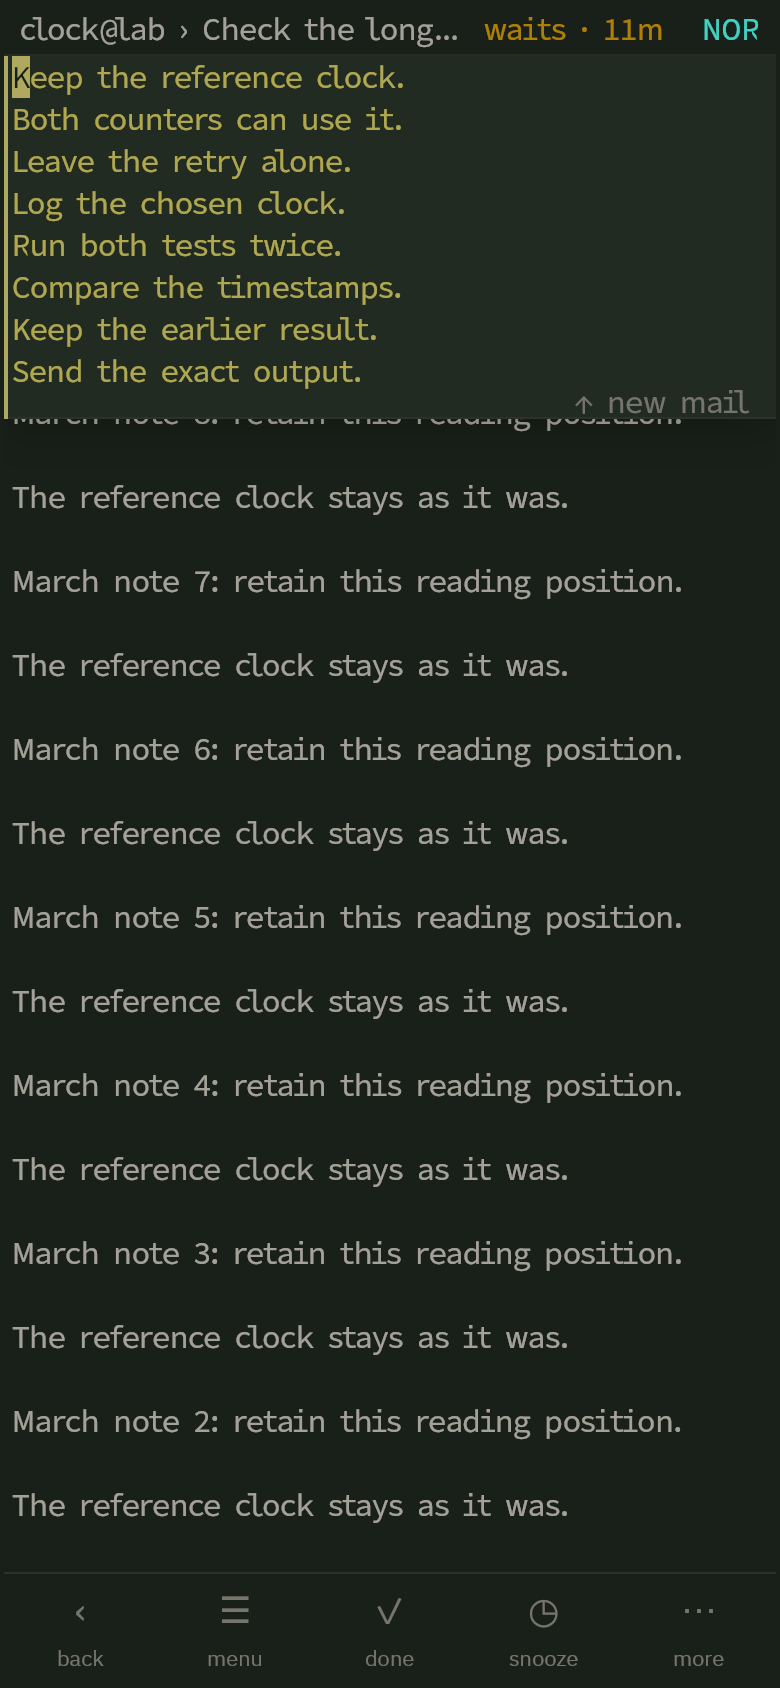 clock@lab › Check the long… waits · 11m NOR
Keep the reference clock.
Both counters can use it.
Leave the retry alone.
Log the chosen clock.
Run both tests twice.
Compare the timestamps.
Keep the earlier result.
Send the exact output.
↑ new mail
March note 8: retain this reading position.
The reference clock stays as it was.
March note 7: retain this reading position.
The reference clock stays as it was.
March note 6: retain this reading position.
The reference clock stays as it was.
March note 5: retain this reading position.
The reference clock stays as it was.
March note 4: retain this reading position.
The reference clock stays as it was.
March note 3: retain this reading position.
The reference clock stays as it was.
March note 2: retain this reading position.
The reference clock stays as it was.
back menu done snooze more